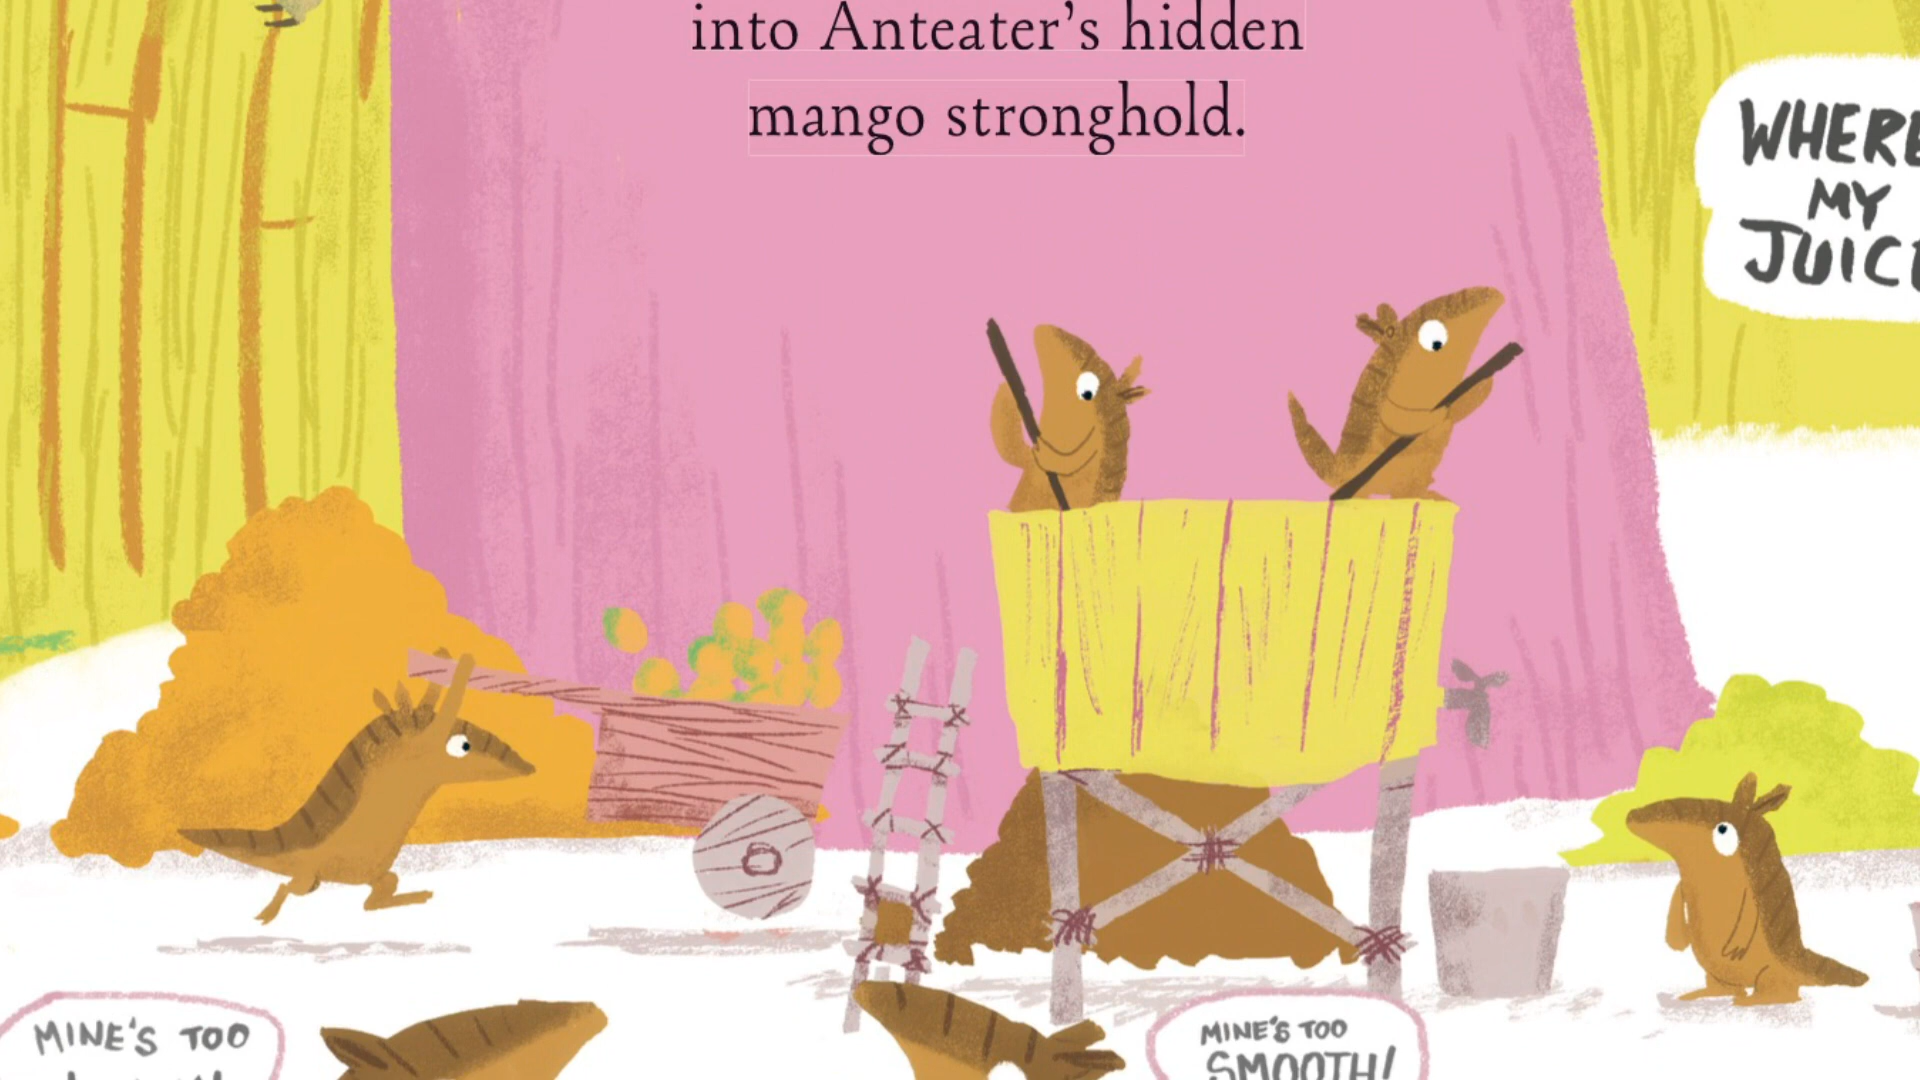 into Anteater's hidden
mango stronghold.
WHERE
MY
JUIC
MINE'S TOO
MINE'S TOO
SMOOTH!